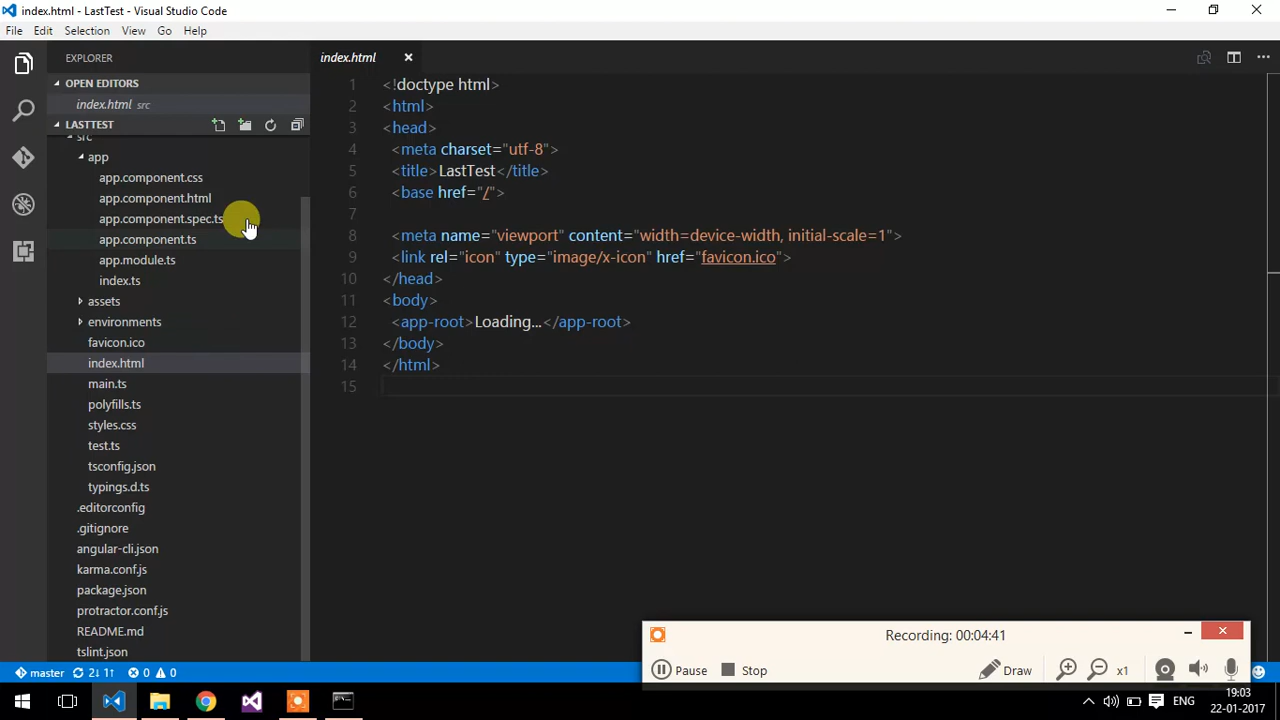 index.html - LastTest - Visual Studio Code
File Edit Selection View Go Help
EXPLORER
OPEN EDITORS
index.html src
LASTTEST
src
app
app.component.css
app.component.html
app.component.spec.ts
app.component.ts
app.module.ts
index.ts
assets
environments
favicon.ico
index.html
main.ts
polyfills.ts
styles.css
test.ts
tsconfig.json
typings.d.ts
.editorconfig
.gitignore
angular-cli.json
karma.conf.js
package.json
protractor.conf.js
README.md
tslint.json
index.html
1 <!doctype html>
2 <html>
3 <head>
4 <meta charset="utf-8">
5 <title>LastTest</title>
6 <base href="/">
7
8 <meta name="viewport" content="width=device-width, initial-scale=1">
9 <link rel="icon" type="image/x-icon" href="favicon.ico">
10 </head>
11 <body>
12 <app-root>Loading...</app-root>
13 </body>
14 </html>
15
Recording: 00:04:41
Pause Stop Draw x1
master 2↓ 1↑ 0 0
ENG
19:03
22-01-2017